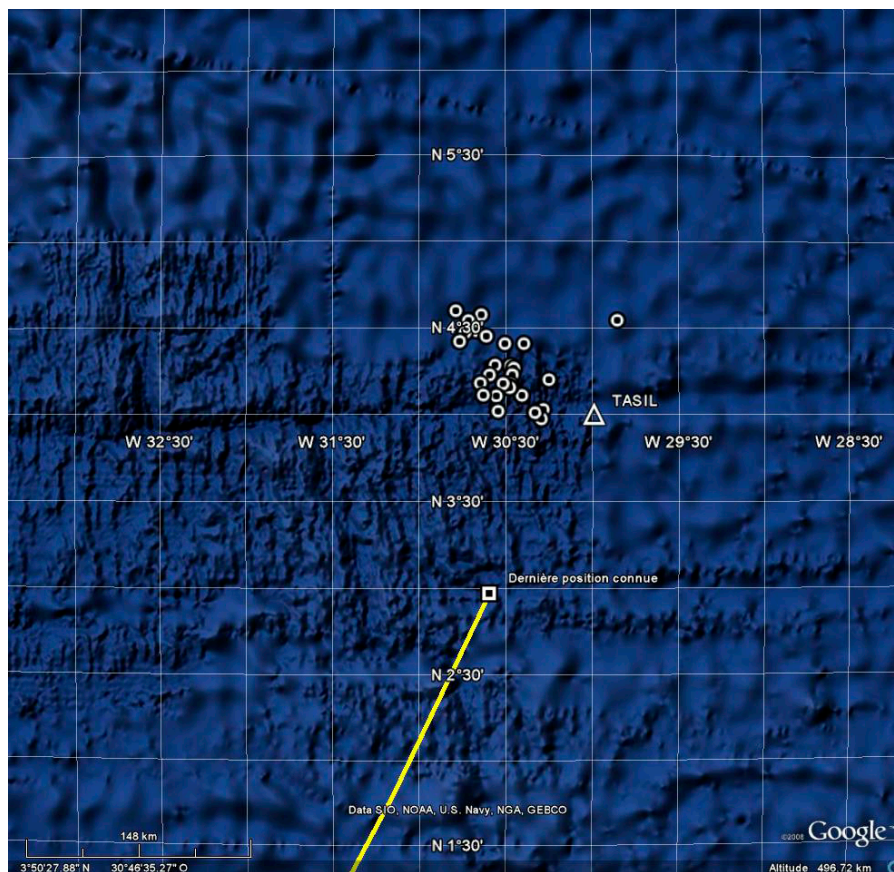 N 5°30'
N 4°30'
TASIL
W 32°30'
W 31°30'
W 30°30'
W 29°30'
W 28°30'
N 3°30'
Dernière position connue
N 2°30'
Data SIO, NOAA, U.S. Navy, NGA, GEBCO
148 km
N 1°30'
©2008 Google
3°50'27.88" N 30°46'35.27" O
Altitude 496.72 km